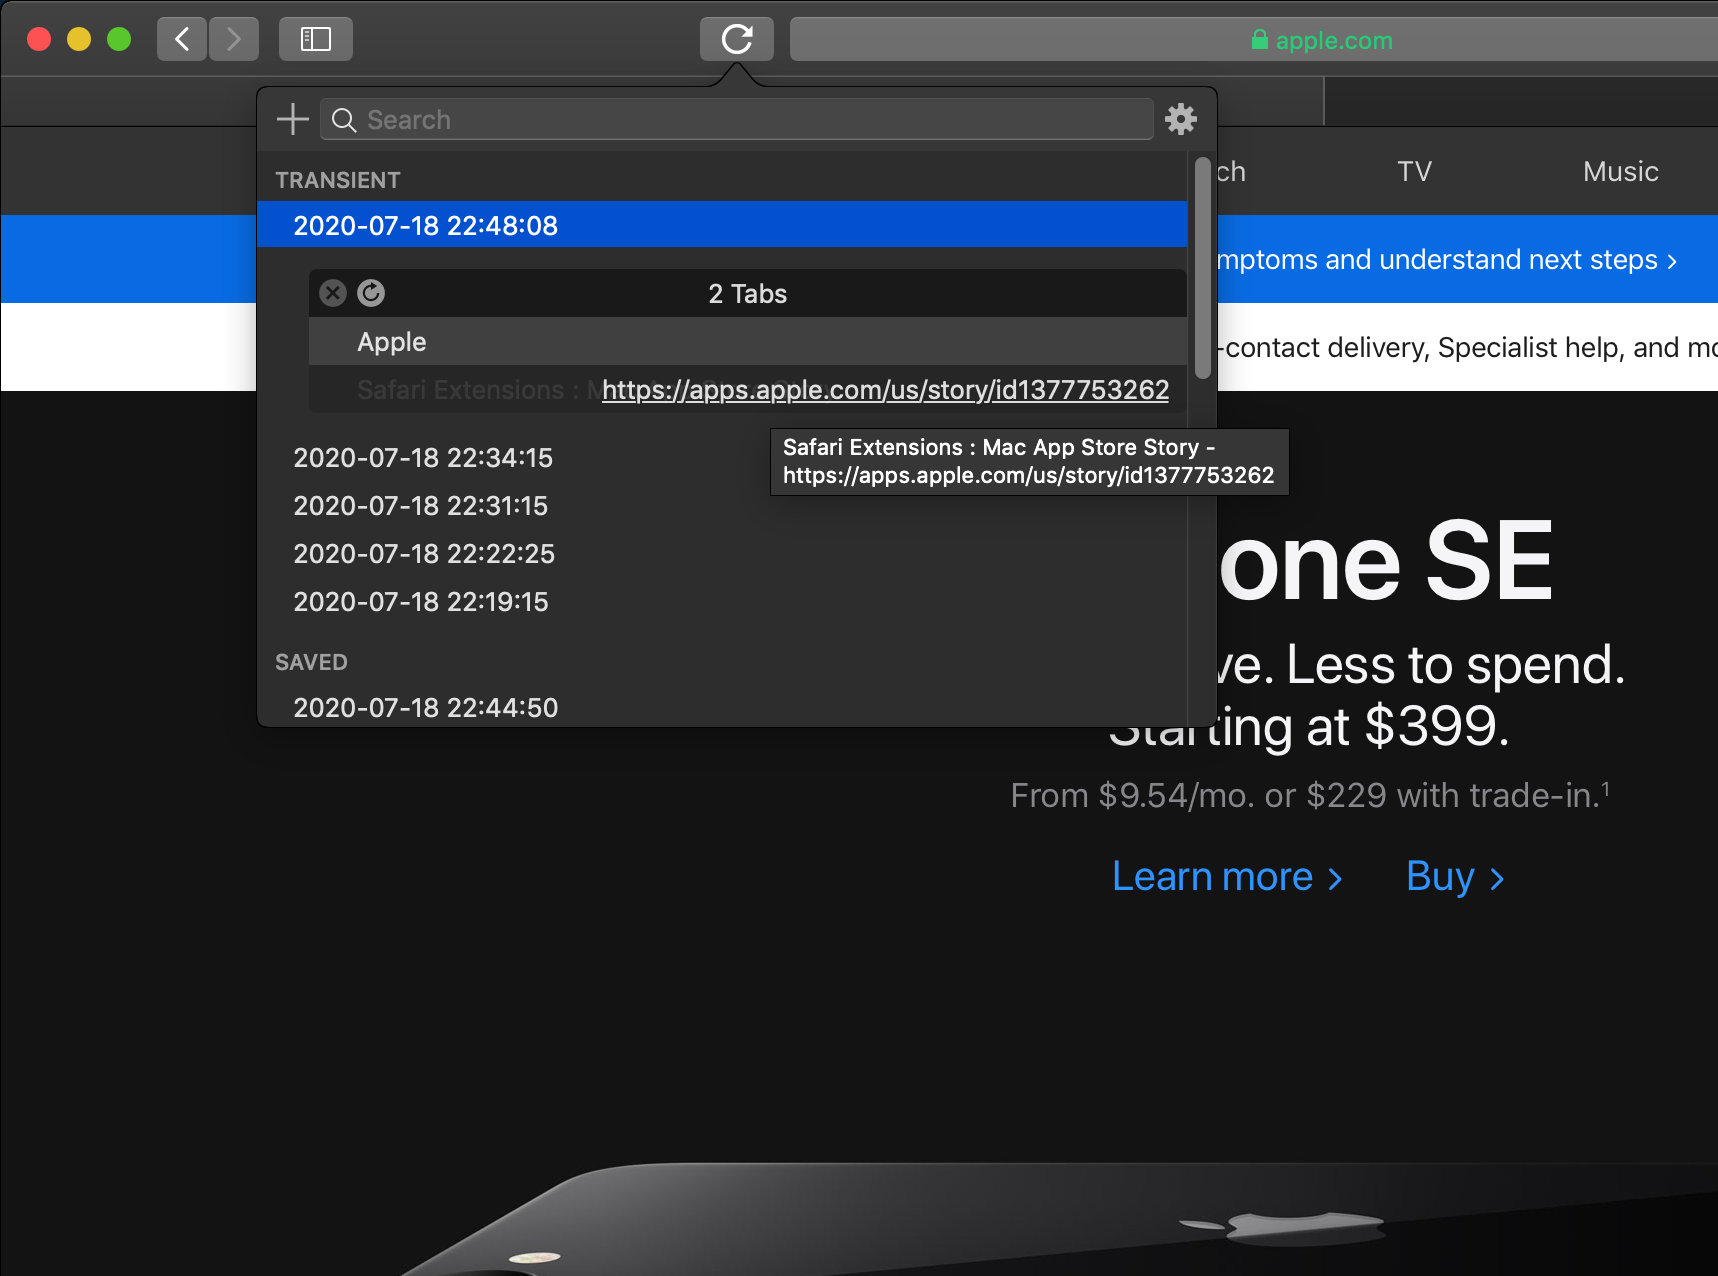 apple.com
Search
TRANSIENT
ch
TV
Music
2020-07-18 22:48:08
mptoms and understand next steps >
2 Tabs
Apple
-contact delivery, Specialist help, and mo
Safari Extensions : M
https://apps.apple.com/us/story/id1377753262
Safari Extensions : Mac App Store Story -
https://apps.apple.com/us/story/id1377753262
2020-07-18 22:34:15
2020-07-18 22:31:15
2020-07-18 22:22:25
2020-07-18 22:19:15
one SE
SAVED
ve. Less to spend.
2020-07-18 22:44:50
Starting at $399.
From $9.54/mo. or $229 with trade-in.¹
Learn more >
Buy >